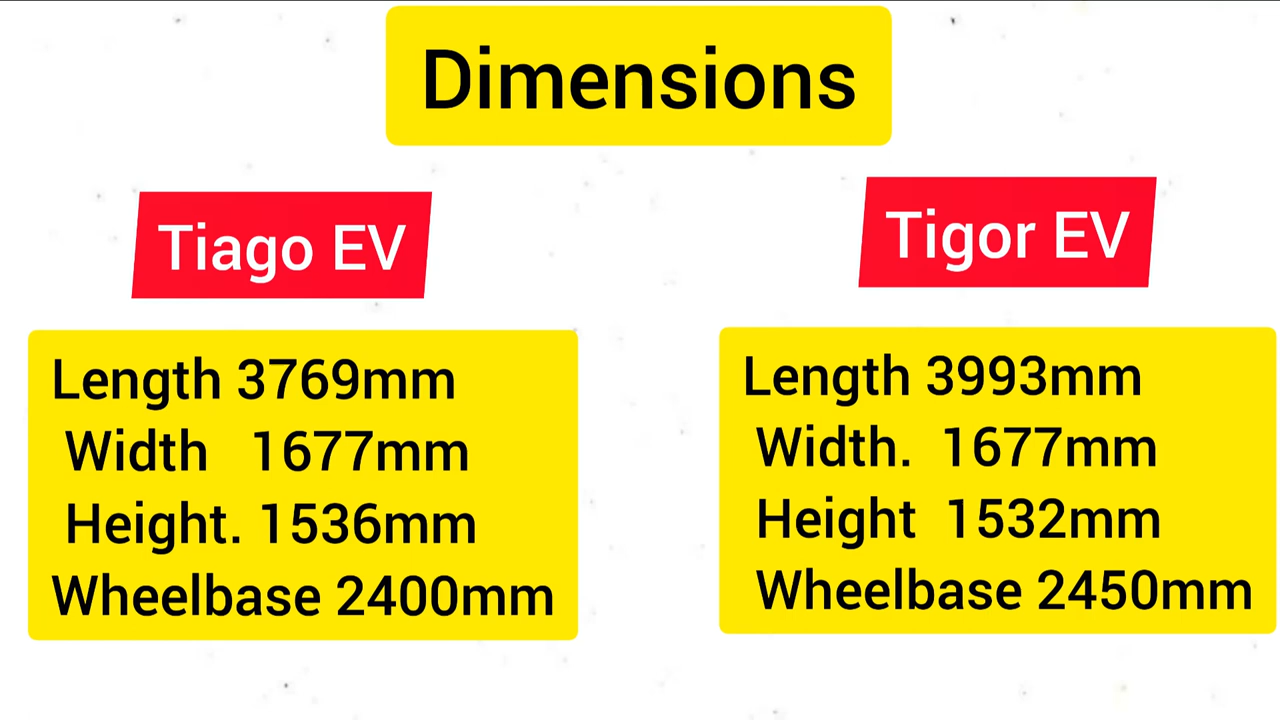 Dimensions
Tiago EV
Length 3769mm
Width 1677mm
Height. 1536mm
Wheelbase 2400mm
Tigor EV
Length 3993mm
Width. 1677mm
Height 1532mm
Wheelbase 2450mm